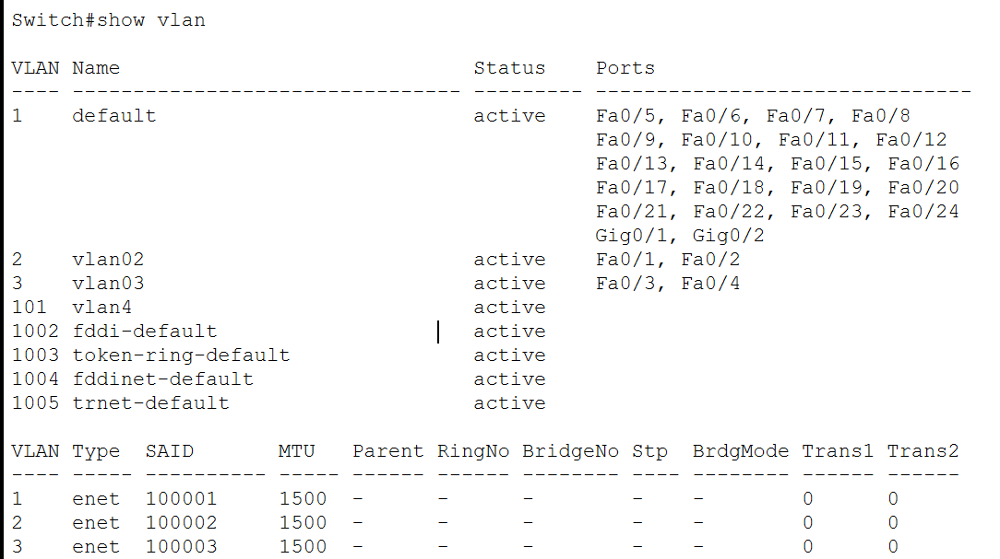 Switch#show vlan
VLAN Name Status Ports
---- -------------------------------- --------- -------------------------------
1 default active Fa0/5, Fa0/6, Fa0/7, Fa0/8
Fa0/9, Fa0/10, Fa0/11, Fa0/12
Fa0/13, Fa0/14, Fa0/15, Fa0/16
Fa0/17, Fa0/18, Fa0/19, Fa0/20
Fa0/21, Fa0/22, Fa0/23, Fa0/24
Gig0/1, Gig0/2
2 vlan02 active Fa0/1, Fa0/2
3 vlan03 active Fa0/3, Fa0/4
101 vlan4 active
1002 fddi-default active
1003 token-ring-default active
1004 fddinet-default active
1005 trnet-default active
VLAN Type SAID MTU Parent RingNo BridgeNo Stp BrdgMode Trans1 Trans2
---- ----- ---------- ----- ------ ------ -------- ---- -------- ------ ------
1 enet 100001 1500 - - - - - 0 0
2 enet 100002 1500 - - - - - 0 0
3 enet 100003 1500 - - - - - 0 0